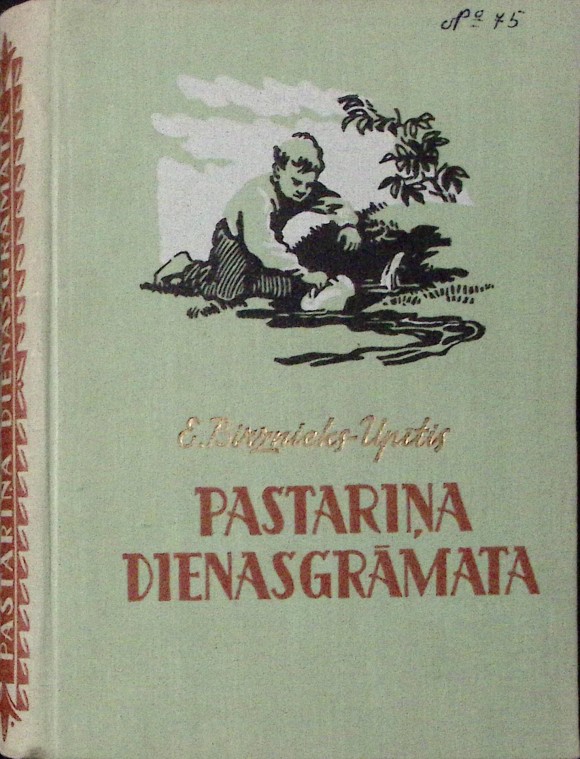 № 75
E. Birznieks-Upītis
PASTARIŅA
DIENASGRĀMATA
PASTARIŅA DIENASGRĀMATA